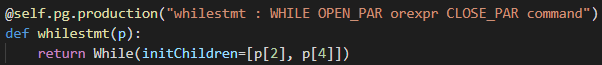 @self.pg.production("whilestmt : WHILE OPEN_PAR orexpr CLOSE_PAR command")
def whilestmt(p):
    return While(initChildren=[p[2], p[4]])